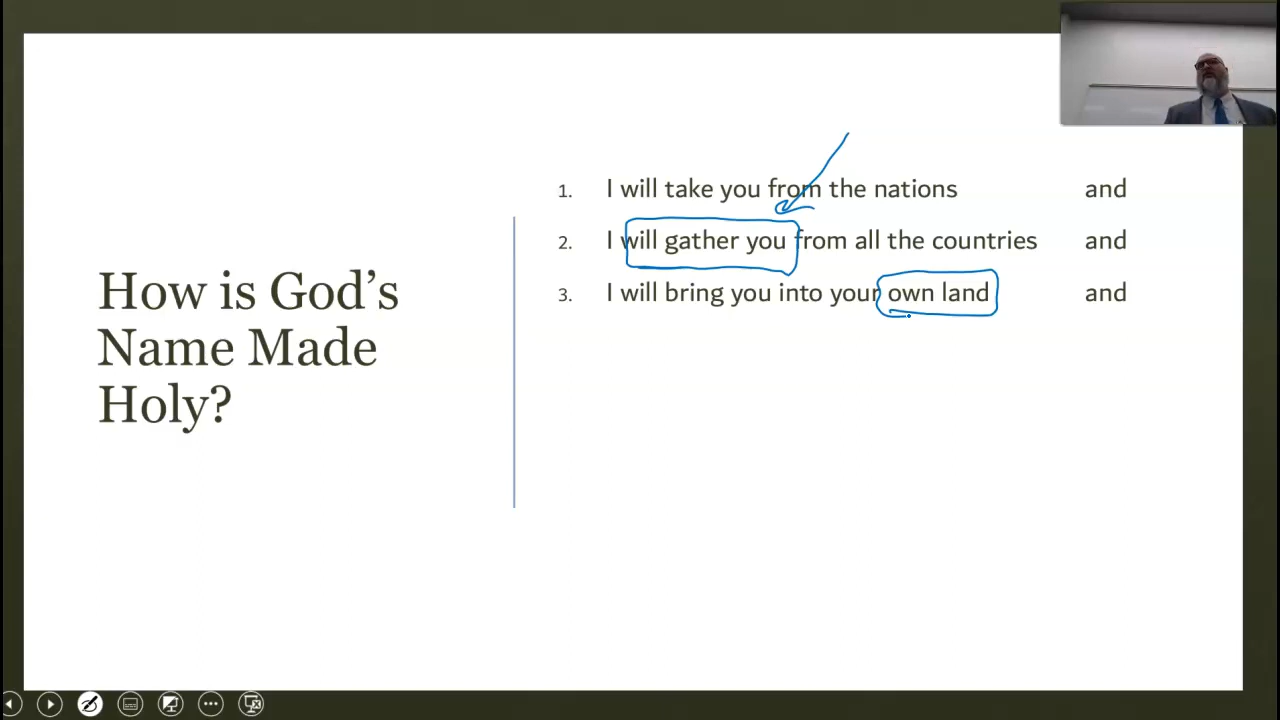 How is God's
Name Made
Holy?
1. I will take you from the nations and
2. I will gather you from all the countries and
3. I will bring you into your own land and